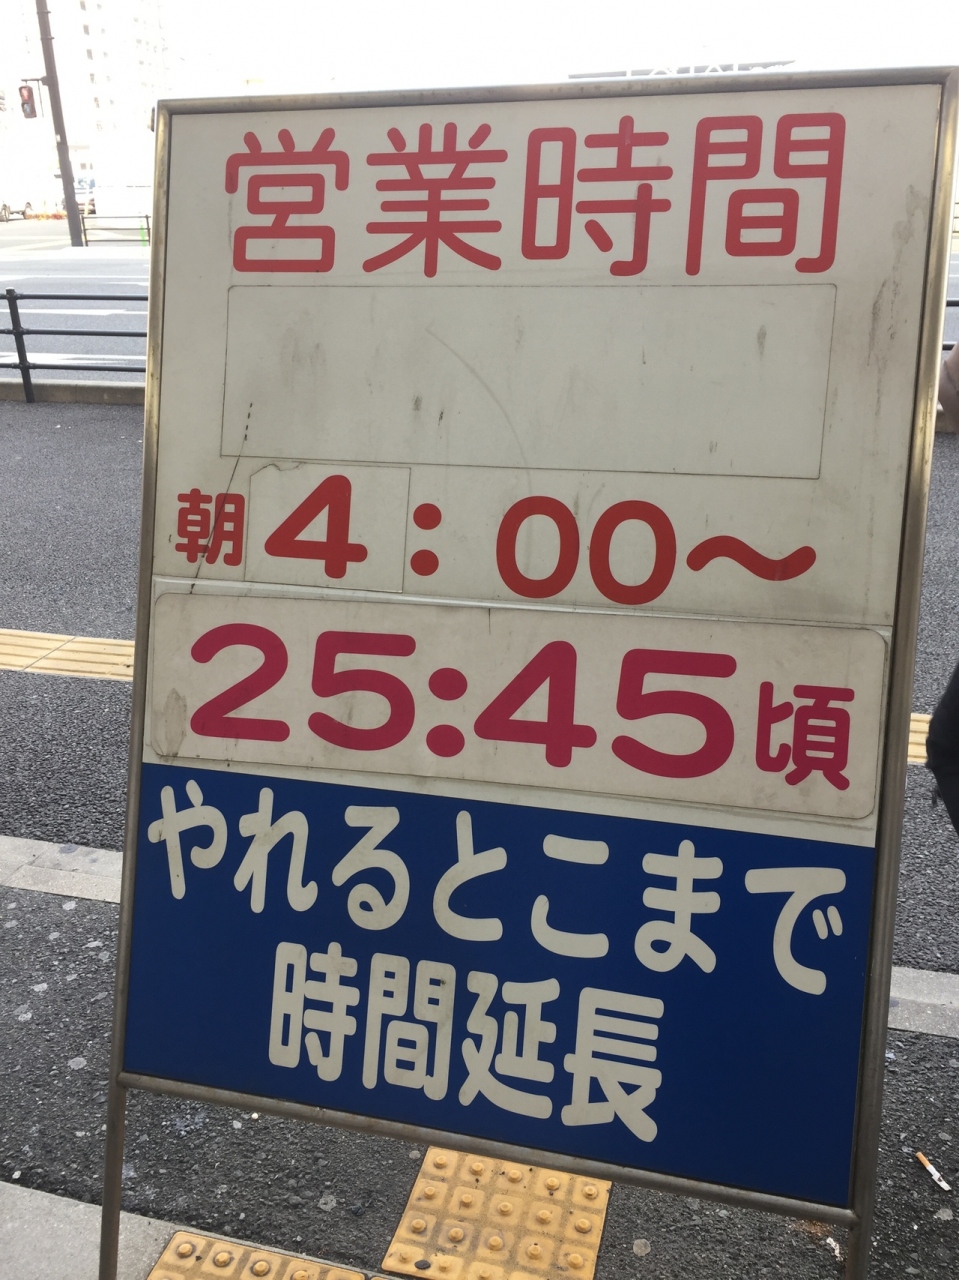 営業時間
朝4:00～
25:45頃
やれるとこまで
時間延長